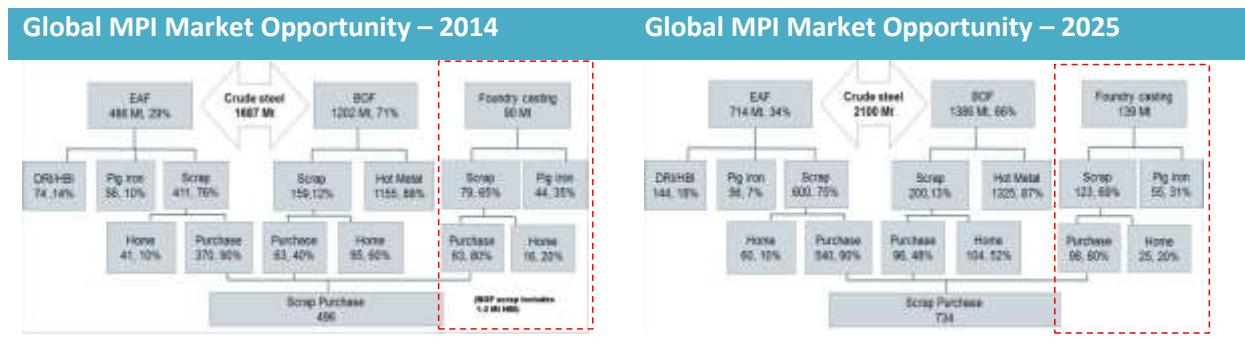 Global MPI Market Opportunity – 2014
EAF
29%
Crude steel
1687 Mt
BOF
1202 Mt, 71%
Foundry casting
90 Mt
DRI/HBI
74, 14%
Pig iron
10%
Scrap
411, 76%
Scrap
159, 12%
Hot Metal
1155, 88%
Scrap
79, 65%
Pig iron
44, 35%
Home
41, 10%
Purchase
370, 90%
Purchase
63, 40%
Home
95, 60%
Purchase
63, 80%
Home
16, 20%
Scrap Purchase
496
(BOF scrap includes
HBI)
Global MPI Market Opportunity – 2025
EAF
714 Mt, 34%
Crude steel
2100 Mt
BOF
1386 Mt, 66%
Foundry casting
139 Mt
DRI/HBI
144, 18%
Pig iron
7%
Scrap
600, 75%
Scrap
200, 13%
Hot Metal
1325, 87%
Scrap
123, 69%
Pig iron
55, 31%
Home
60, 10%
Purchase
540, 90%
Purchase
96, 48%
Home
104, 52%
Purchase
98, 80%
Home
25, 20%
Scrap Purchase
734